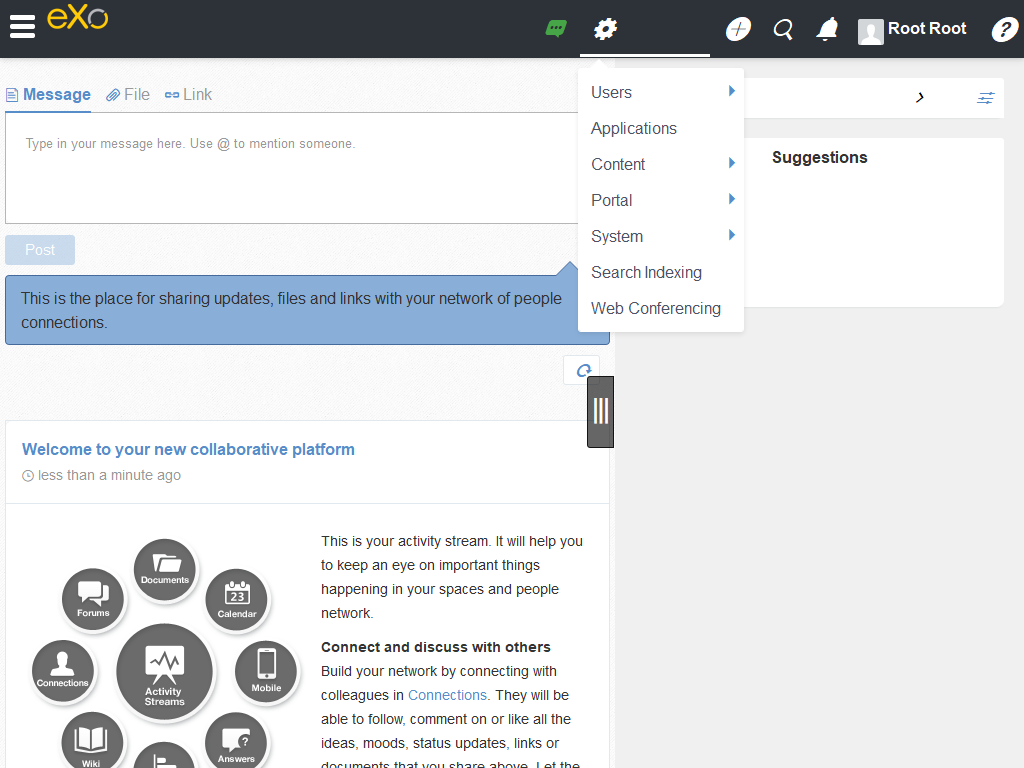 eXo
Root Root
?
Message File Link
Type in your message here. Use @ to mention someone.
Post
This is the place for sharing updates, files and links with your network of people
connections.
Users
Applications
Content
Portal
System
Search Indexing
Web Conferencing
Suggestions
Welcome to your new collaborative platform
less than a minute ago
Documents
Forums
23
Calendar
Connections
Activity
Streams
Mobile
Wiki
?
Answers
This is your activity stream. It will help you
to keep an eye on important things
happening in your spaces and people
network.
Connect and discuss with others
Build your network by connecting with
colleagues in Connections. They will be
able to follow, comment on or like all the
ideas, moods, status updates, links or
documents that you share above. Let the